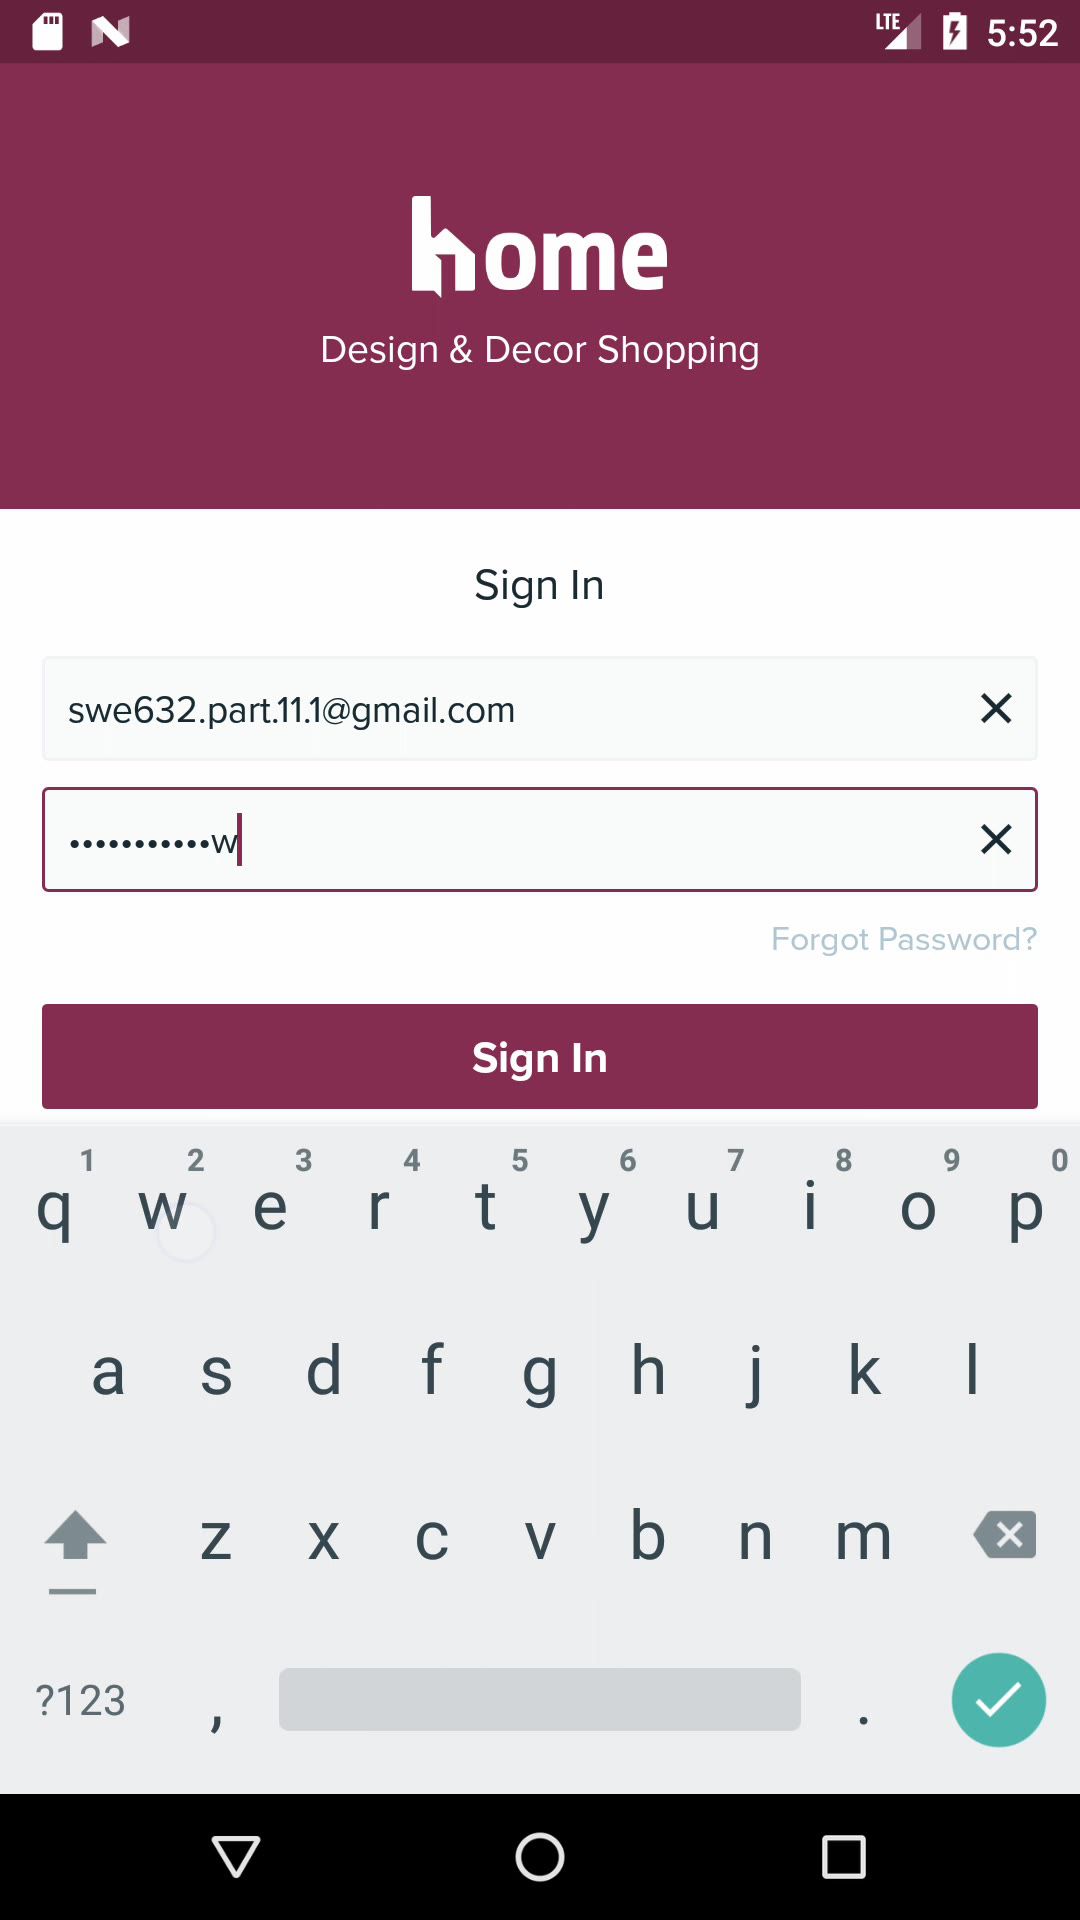 LTE 5:52
home
Design & Decor Shopping
Sign In
swe632.part.11.1@gmail.com
•••••••••••w
Forgot Password?
Sign In
1 2 3 4 5 6 7 8 9 0
q w e r t y u i o p
a s d f g h j k l
z x c v b n m
?123 , .